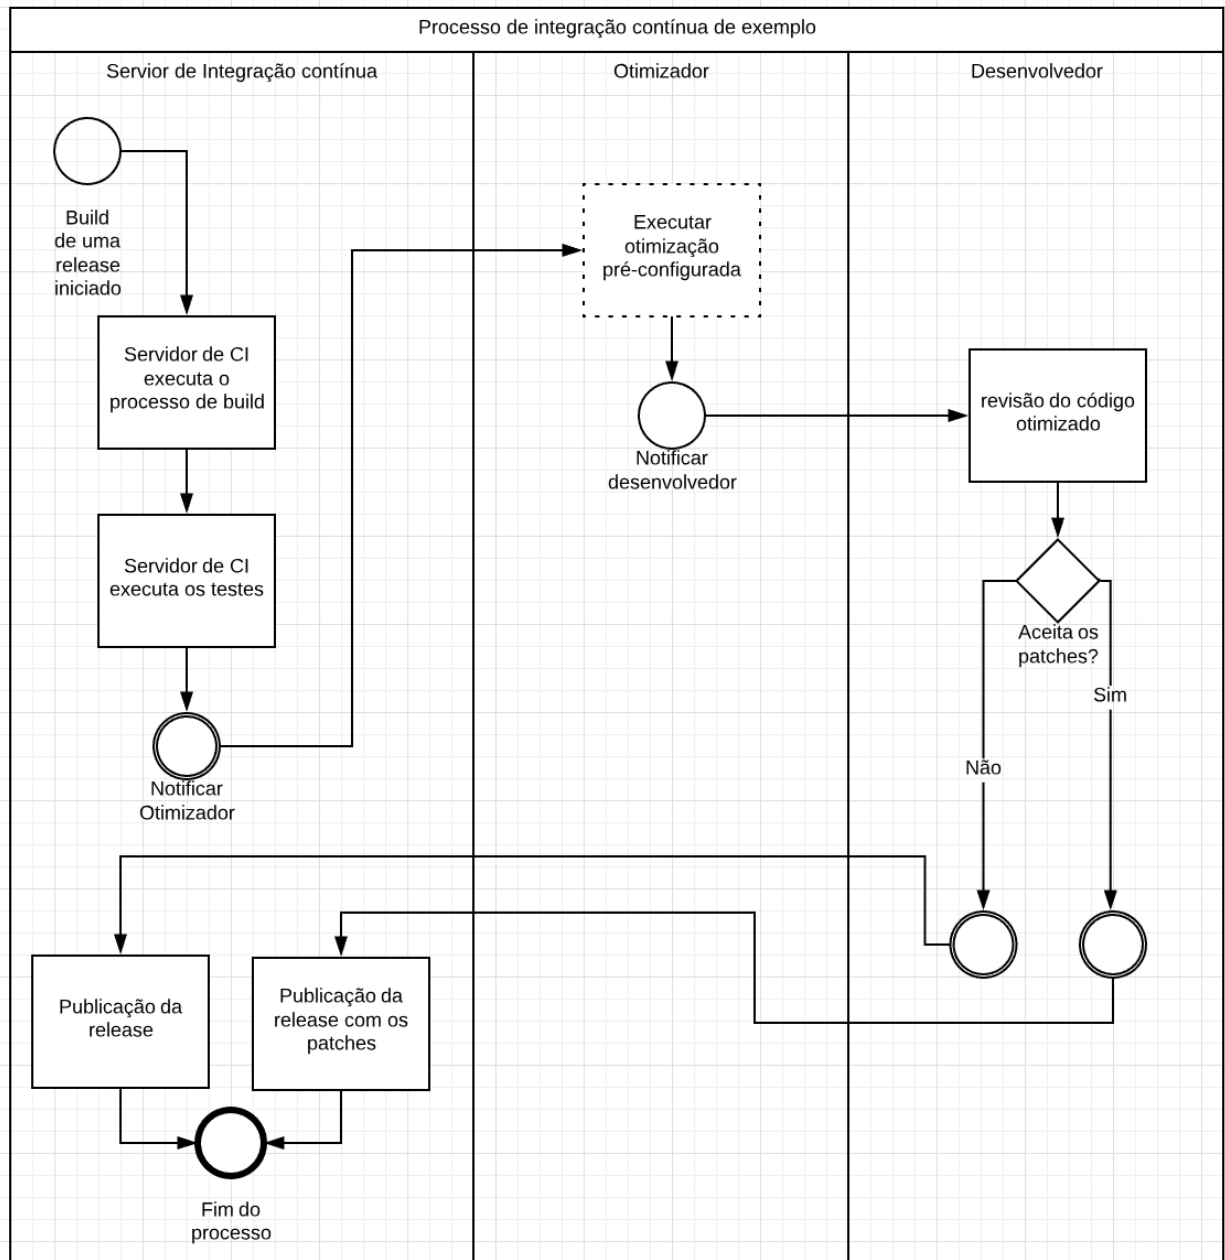 Processo de integração contínua de exemplo
Servior de Integração contínua
Otimizador
Desenvolvedor
Build
de uma
release
iniciado
Servidor de CI
executa o
processo de build
Servidor de CI
executa os testes
Notificar
Otimizador
Executar
otimização
pré-configurada
Notificar
desenvolvedor
revisão do código
otimizado
Aceita os
patches?
Sim
Não
Publicação da
release
Publicação da
release com os
patches
Fim do
processo